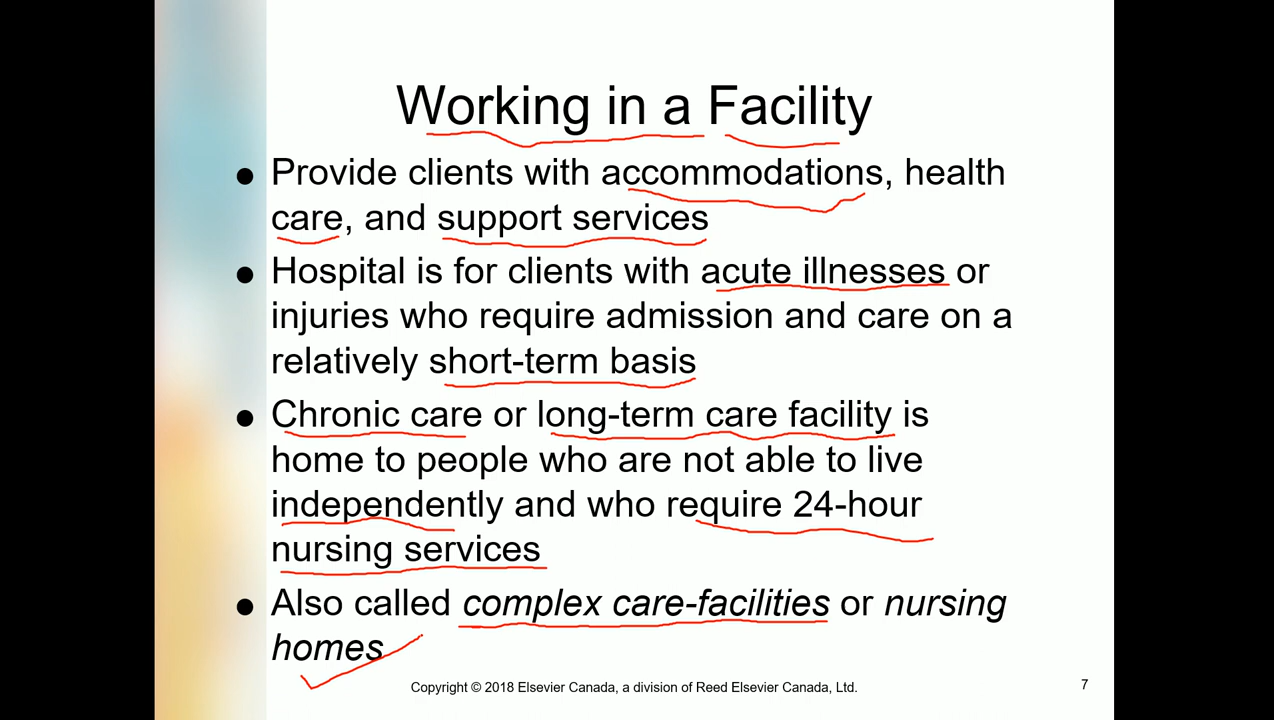 Working in a Facility
● Provide clients with accommodations, health
care, and support services
● Hospital is for clients with acute illnesses or
injuries who require admission and care on a
relatively short-term basis
● Chronic care or long-term care facility is
home to people who are not able to live
independently and who require 24-hour
nursing services
● Also called complex care-facilities or nursing
homes
Copyright © 2018 Elsevier Canada, a division of Reed Elsevier Canada, Ltd.
7